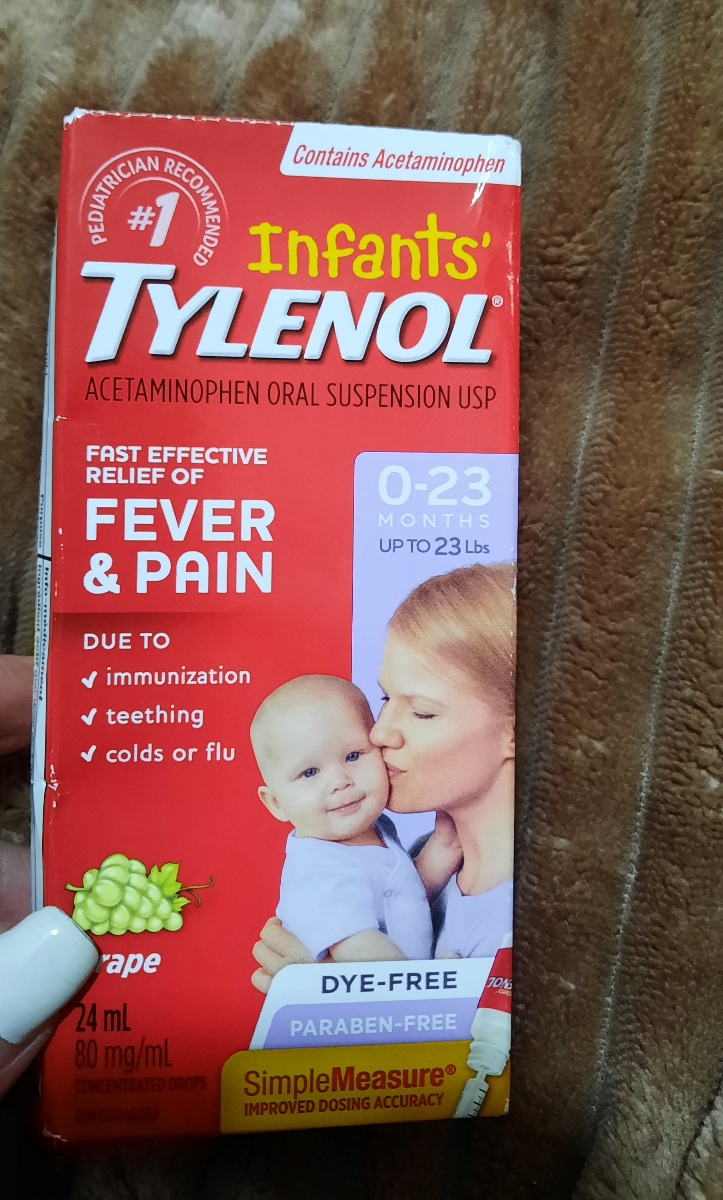 Contains Acetaminophen
PEDIATRICIAN RECOMMENDED
#1
Infants'
TYLENOL®
ACETAMINOPHEN ORAL SUSPENSION USP
FAST EFFECTIVE
RELIEF OF
FEVER
& PAIN
0-23
MONTHS
UP TO 23 Lbs
DUE TO
✓ immunization
✓ teething
✓ colds or flu
rape
24 mL
80 mg/mL
CONCENTRATED DROPS
DYE-FREE
PARABEN-FREE
SimpleMeasure®
IMPROVED DOSING ACCURACY